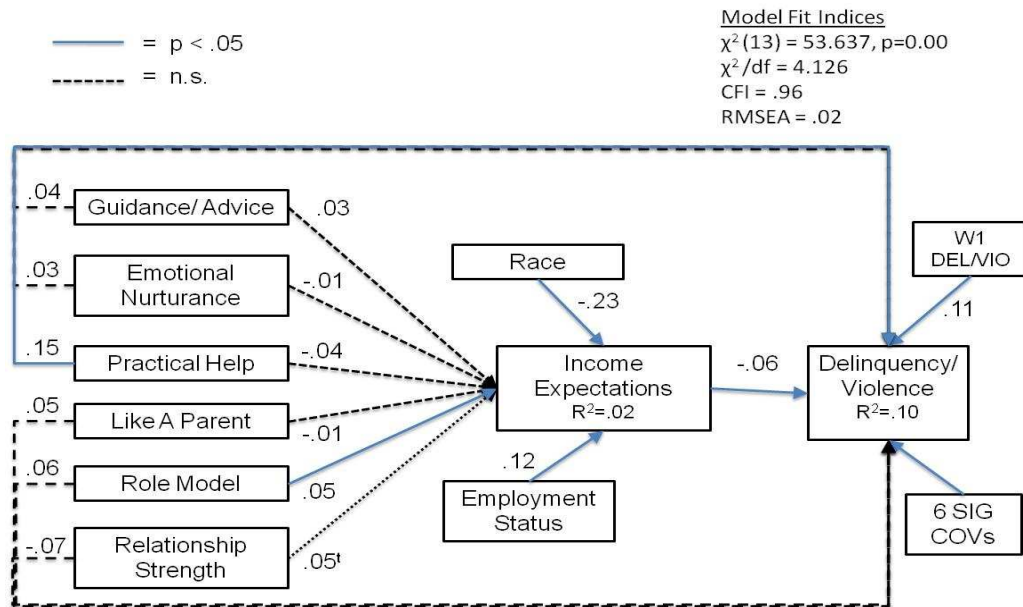 = p < .05
= n.s.
Model Fit Indices
χ² (13) = 53.637, p=0.00
χ² /df = 4.126
CFI = .96
RMSEA = .02
.04
Guidance/ Advice
.03
.03
Emotional
Nurturance
-.01
.15
Practical Help
-.04
.05
Like A Parent
-.01
.06
Role Model
.05
-.07
Relationship
Strength
.05ᵗ
Race
-.23
Income
Expectations
R²=.02
.12
Employment
Status
-.06
W1
DEL/VIO
.11
Delinquency/
Violence
R²=.10
6 SIG
COVs